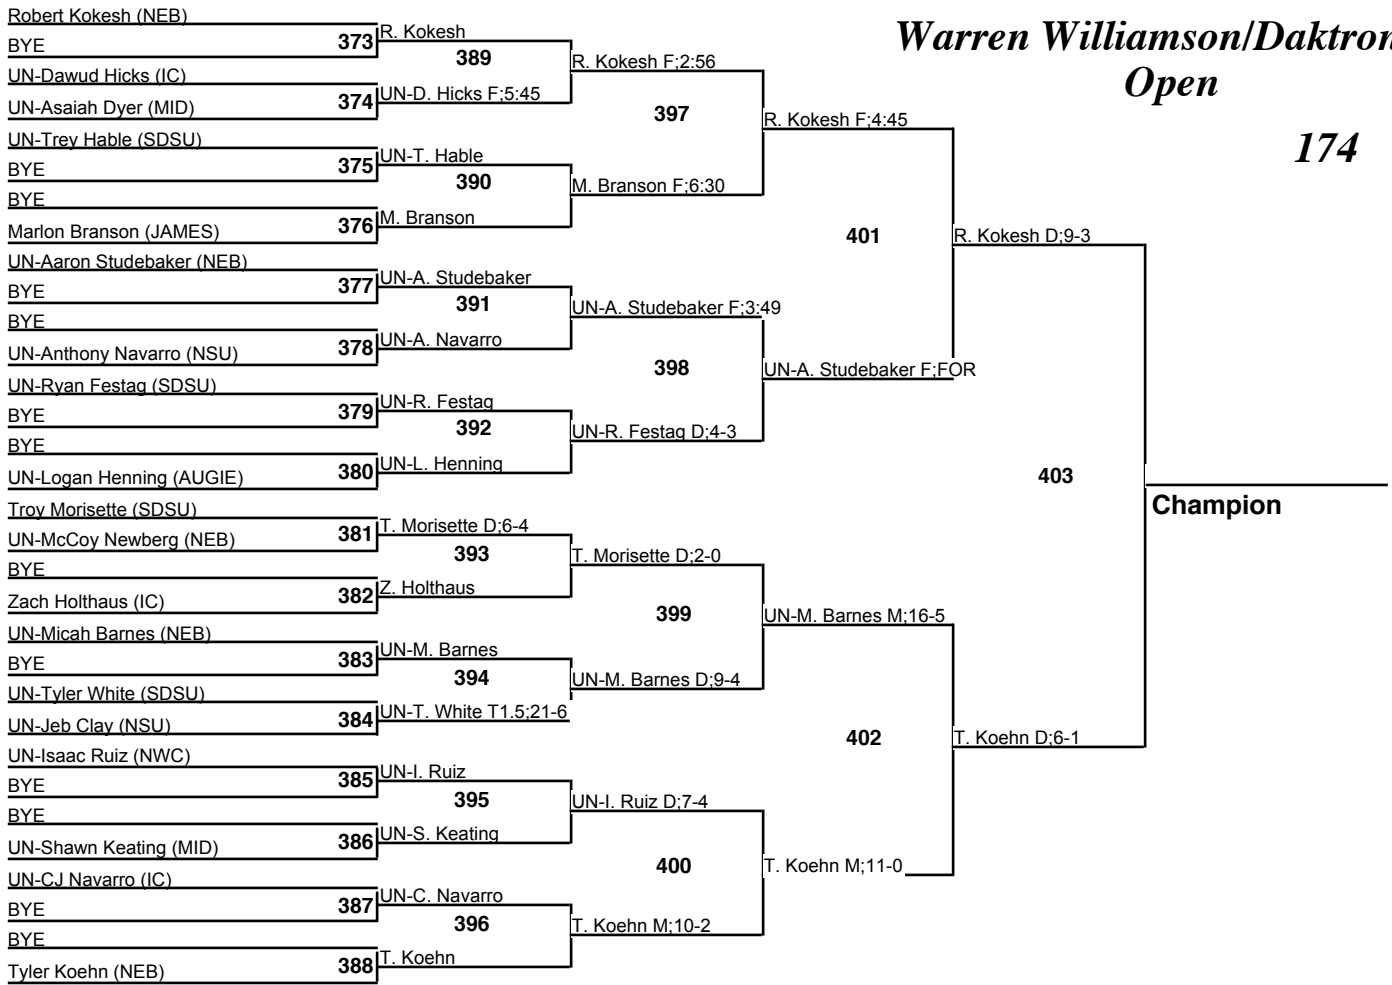 Warren Williamson/Daktron
Open
174
Robert Kokesh (NEB)
BYE
UN-Dawud Hicks (IC)
UN-Asaiah Dyer (MID)
UN-Trey Hable (SDSU)
BYE
BYE
Marlon Branson (JAMES)
UN-Aaron Studebaker (NEB)
BYE
BYE
UN-Anthony Navarro (NSU)
UN-Ryan Festag (SDSU)
BYE
BYE
UN-Logan Henning (AUGIE)
Troy Morisette (SDSU)
UN-McCoy Newberg (NEB)
BYE
Zach Holthaus (IC)
UN-Micah Barnes (NEB)
BYE
UN-Tyler White (SDSU)
UN-Jeb Clay (NSU)
UN-Isaac Ruiz (NWC)
BYE
BYE
UN-Shawn Keating (MID)
UN-CJ Navarro (IC)
BYE
BYE
Tyler Koehn (NEB)
373 R. Kokesh
389
374 UN-D. Hicks F;5:45
375 UN-T. Hable
390
376 M. Branson
377 UN-A. Studebaker
391
378 UN-A. Navarro
379 UN-R. Festag
392
380 UN-L. Henning
381 T. Morisette D;6-4
393
382 Z. Holthaus
383 UN-M. Barnes
394
384 UN-T. White T1.5;21-6
385 UN-I. Ruiz
395
386 UN-S. Keating
387 UN-C. Navarro
396
388 T. Koehn
R. Kokesh F;2:56
397
M. Branson F;6:30
UN-A. Studebaker F;3:49
398
UN-R. Festag D;4-3
T. Morisette D;2-0
399
UN-M. Barnes D;9-4
UN-I. Ruiz D;7-4
400
T. Koehn M;10-2
R. Kokesh F;4:45
401
UN-A. Studebaker F;FOR
UN-M. Barnes M;16-5
402
T. Koehn M;11-0
R. Kokesh D;9-3
403
T. Koehn D;6-1
Champion